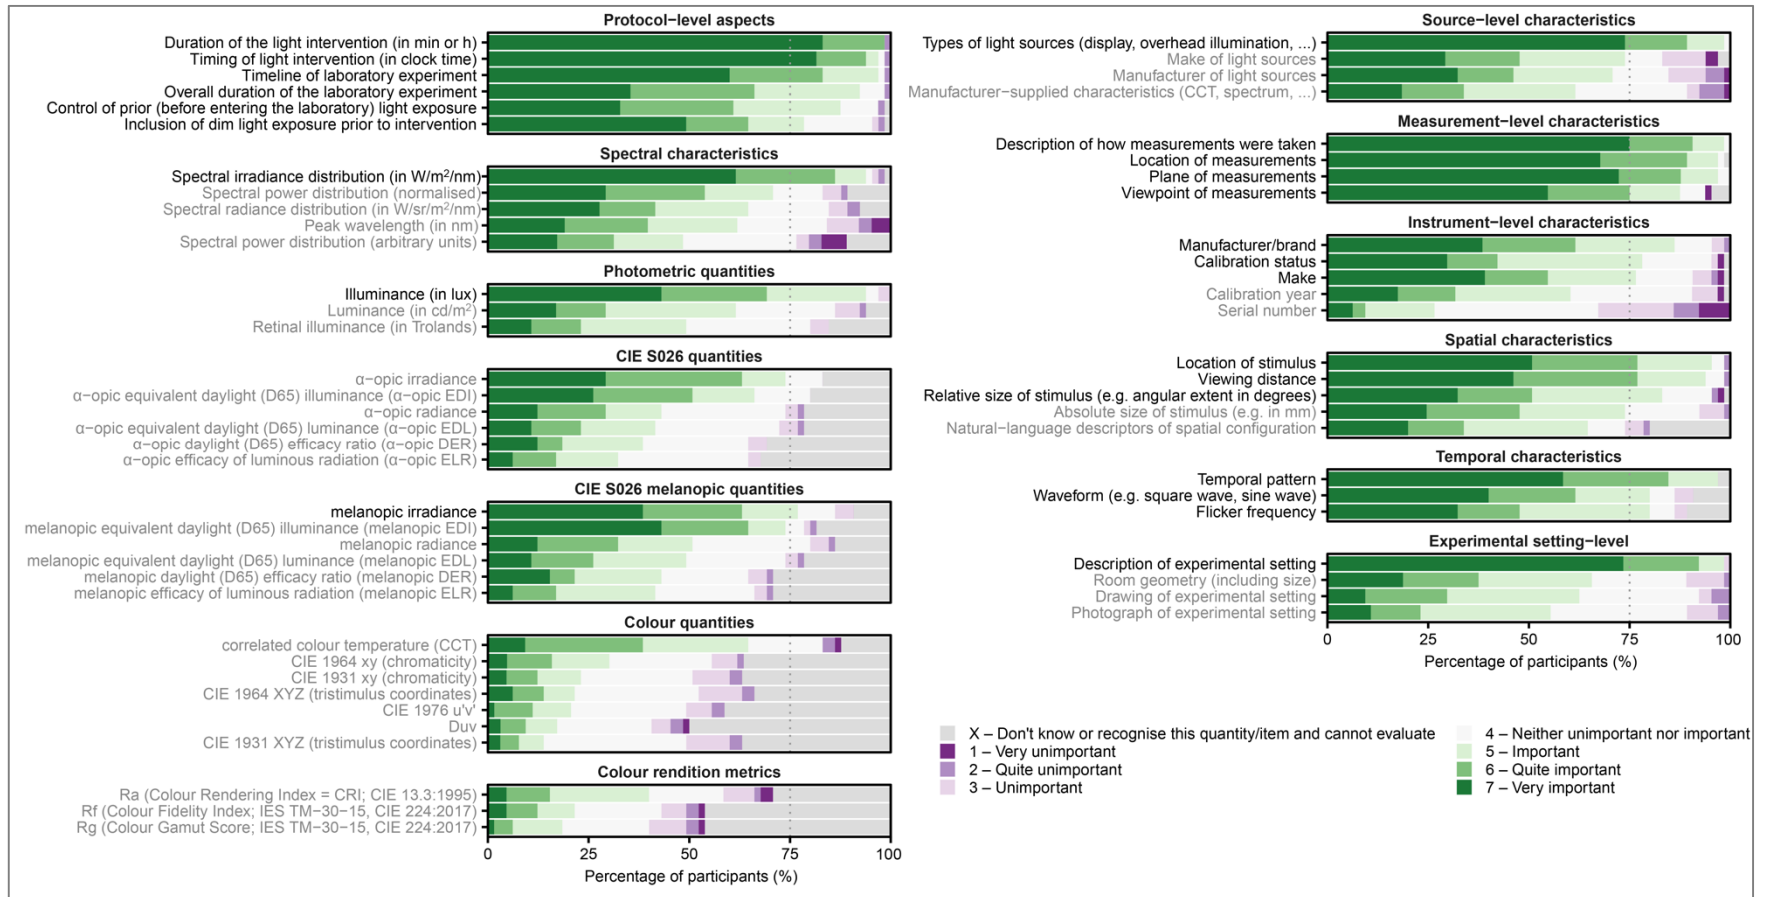 Protocol−level aspects
Duration of the light intervention (in min or h)
Timing of light intervention (in clock time)
Timeline of laboratory experiment
Overall duration of the laboratory experiment
Control of prior (before entering the laboratory) light exposure
Inclusion of dim light exposure prior to intervention
Spectral characteristics
Spectral irradiance distribution (in W/m²/nm)
Spectral power distribution (normalised)
Spectral radiance distribution (in W/sr/m²/nm)
Peak wavelength (in nm)
Spectral power distribution (arbitrary units)
Photometric quantities
Illuminance (in lux)
Luminance (in cd/m²)
Retinal illuminance (in Trolands)
CIE S026 quantities
α−opic irradiance
α−opic equivalent daylight (D65) illuminance (α−opic EDI)
α−opic radiance
α−opic equivalent daylight (D65) luminance (α−opic EDL)
α−opic daylight (D65) efficacy ratio (α−opic DER)
α−opic efficacy of luminous radiation (α−opic ELR)
CIE S026 melanopic quantities
melanopic irradiance
melanopic equivalent daylight (D65) illuminance (melanopic EDI)
melanopic radiance
melanopic equivalent daylight (D65) luminance (melanopic EDL)
melanopic daylight (D65) efficacy ratio (melanopic DER)
melanopic efficacy of luminous radiation (melanopic ELR)
Colour quantities
correlated colour temperature (CCT)
CIE 1964 xy (chromaticity)
CIE 1931 xy (chromaticity)
CIE 1964 XYZ (tristimulus coordinates)
CIE 1976 u'v'
Duv
CIE 1931 XYZ (tristimulus coordinates)
Colour rendition metrics
Ra (Colour Rendering Index = CRI; CIE 13.3:1995)
Rf (Colour Fidelity Index; IES TM−30−15, CIE 224:2017)
Rg (Colour Gamut Score; IES TM−30−15, CIE 224:2017)
0 25 50 75 100
Percentage of participants (%)
Source−level characteristics
Types of light sources (display, overhead illumination, ...)
Make of light sources
Manufacturer of light sources
Manufacturer−supplied characteristics (CCT, spectrum, ...)
Measurement−level characteristics
Description of how measurements were taken
Location of measurements
Plane of measurements
Viewpoint of measurements
Instrument−level characteristics
Manufacturer/brand
Calibration status
Make
Calibration year
Serial number
Spatial characteristics
Location of stimulus
Viewing distance
Relative size of stimulus (e.g. angular extent in degrees)
Absolute size of stimulus (e.g. in mm)
Natural−language descriptors of spatial configuration
Temporal characteristics
Temporal pattern
Waveform (e.g. square wave, sine wave)
Flicker frequency
Experimental setting−level
Description of experimental setting
Room geometry (including size)
Drawing of experimental setting
Photograph of experimental setting
0 25 50 75 100
Percentage of participants (%)
X – Don't know or recognise this quantity/item and cannot evaluate
1 – Very unimportant
2 – Quite unimportant
3 – Unimportant
4 – Neither unimportant nor important
5 – Important
6 – Quite important
7 – Very important